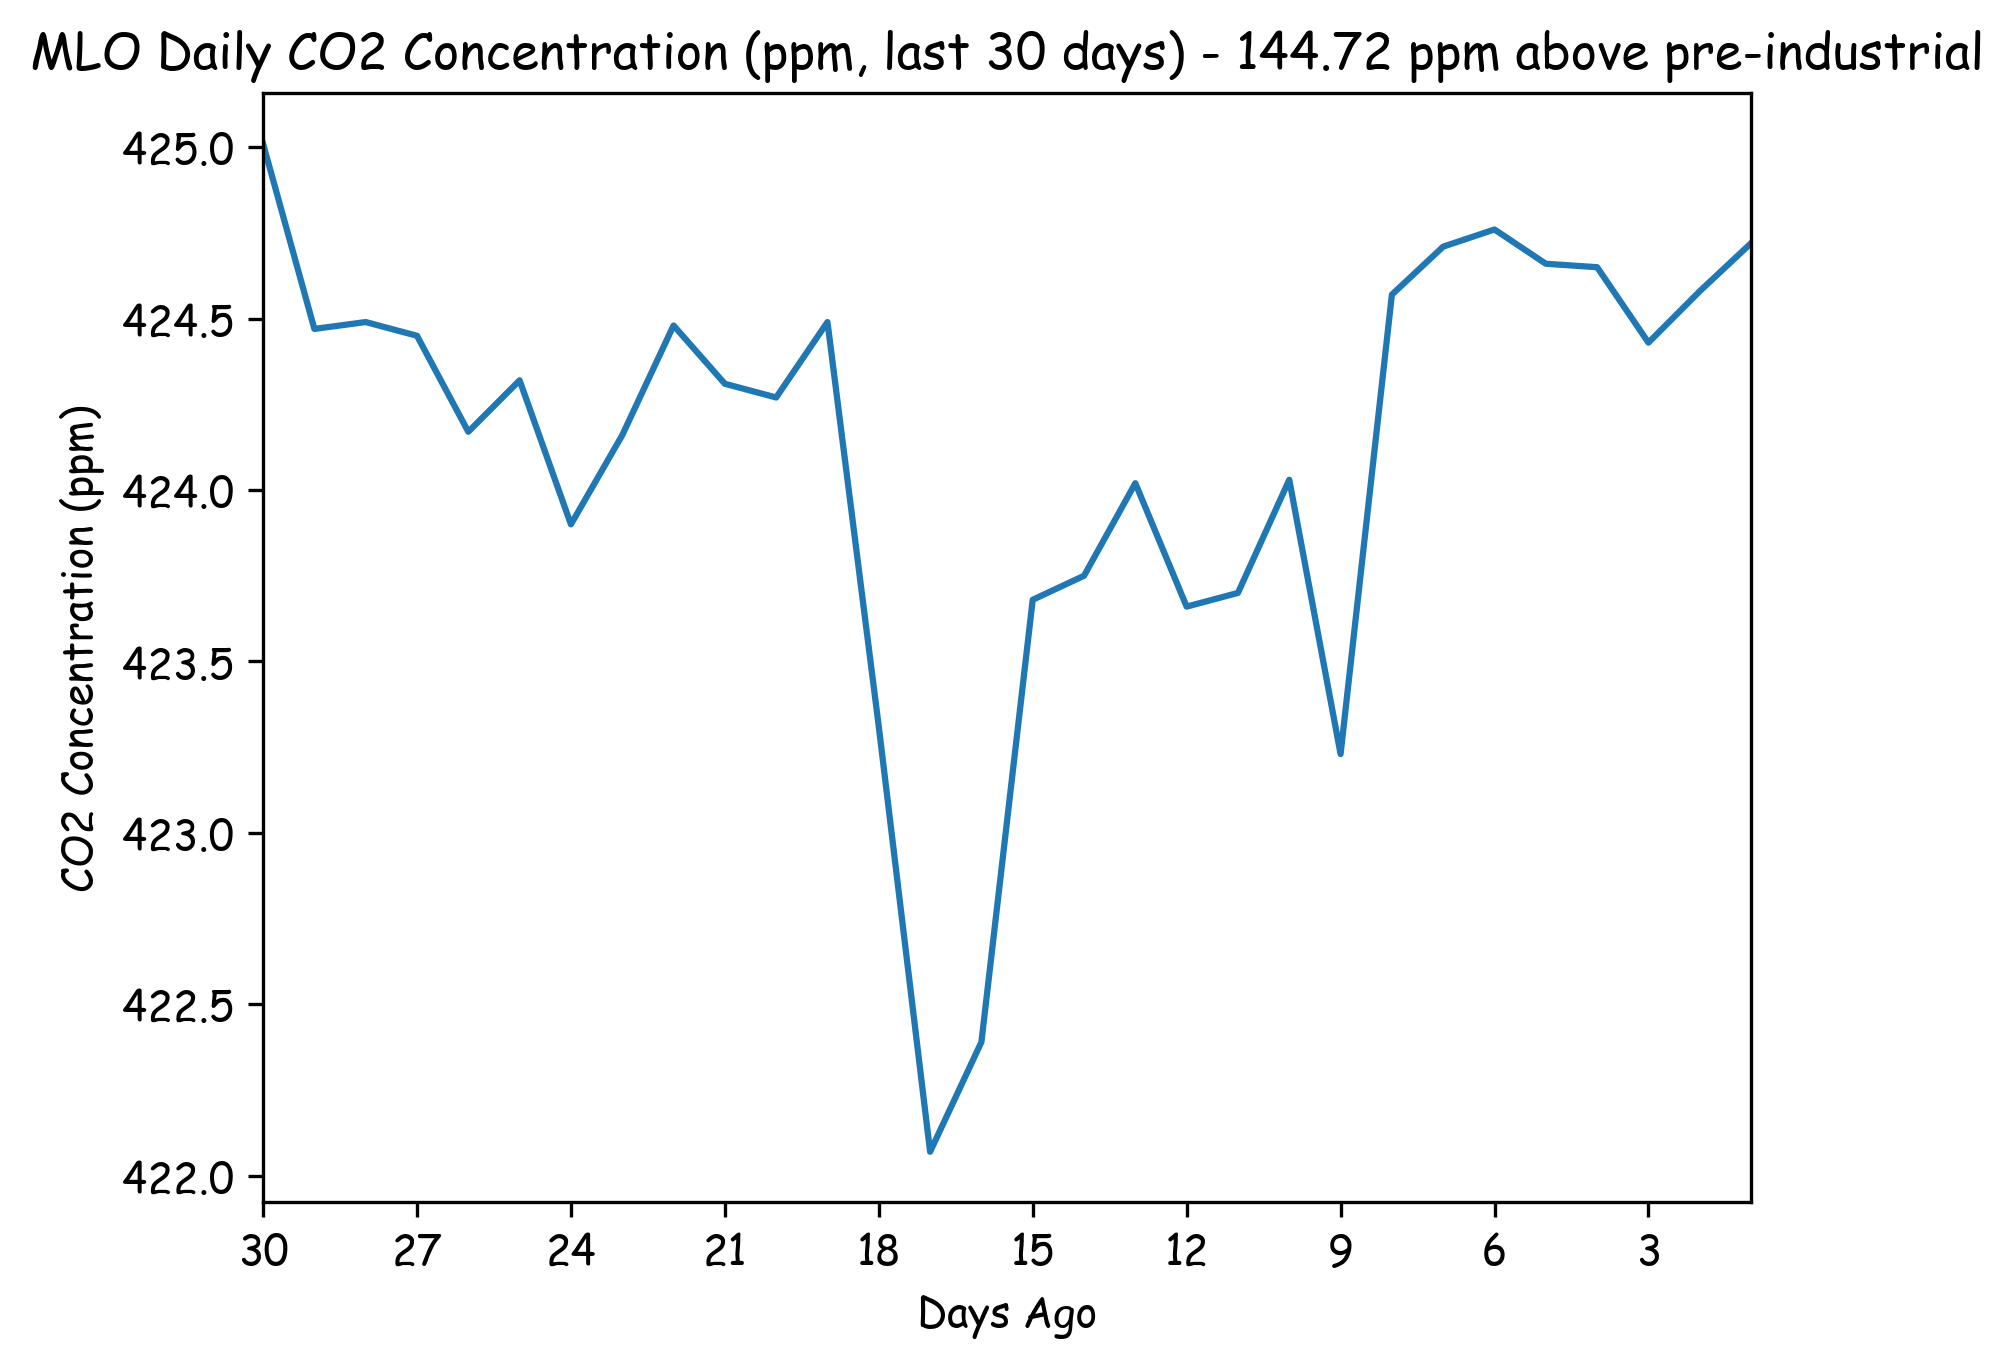 MLO Daily CO2 Concentration (ppm, last 30 days) - 144.72 ppm above pre-industrial
425.0
424.5
424.0
423.5
423.0
422.5
422.0
CO2 Concentration (ppm)
30 27 24 21 18 15 12 9 6 3
Days Ago